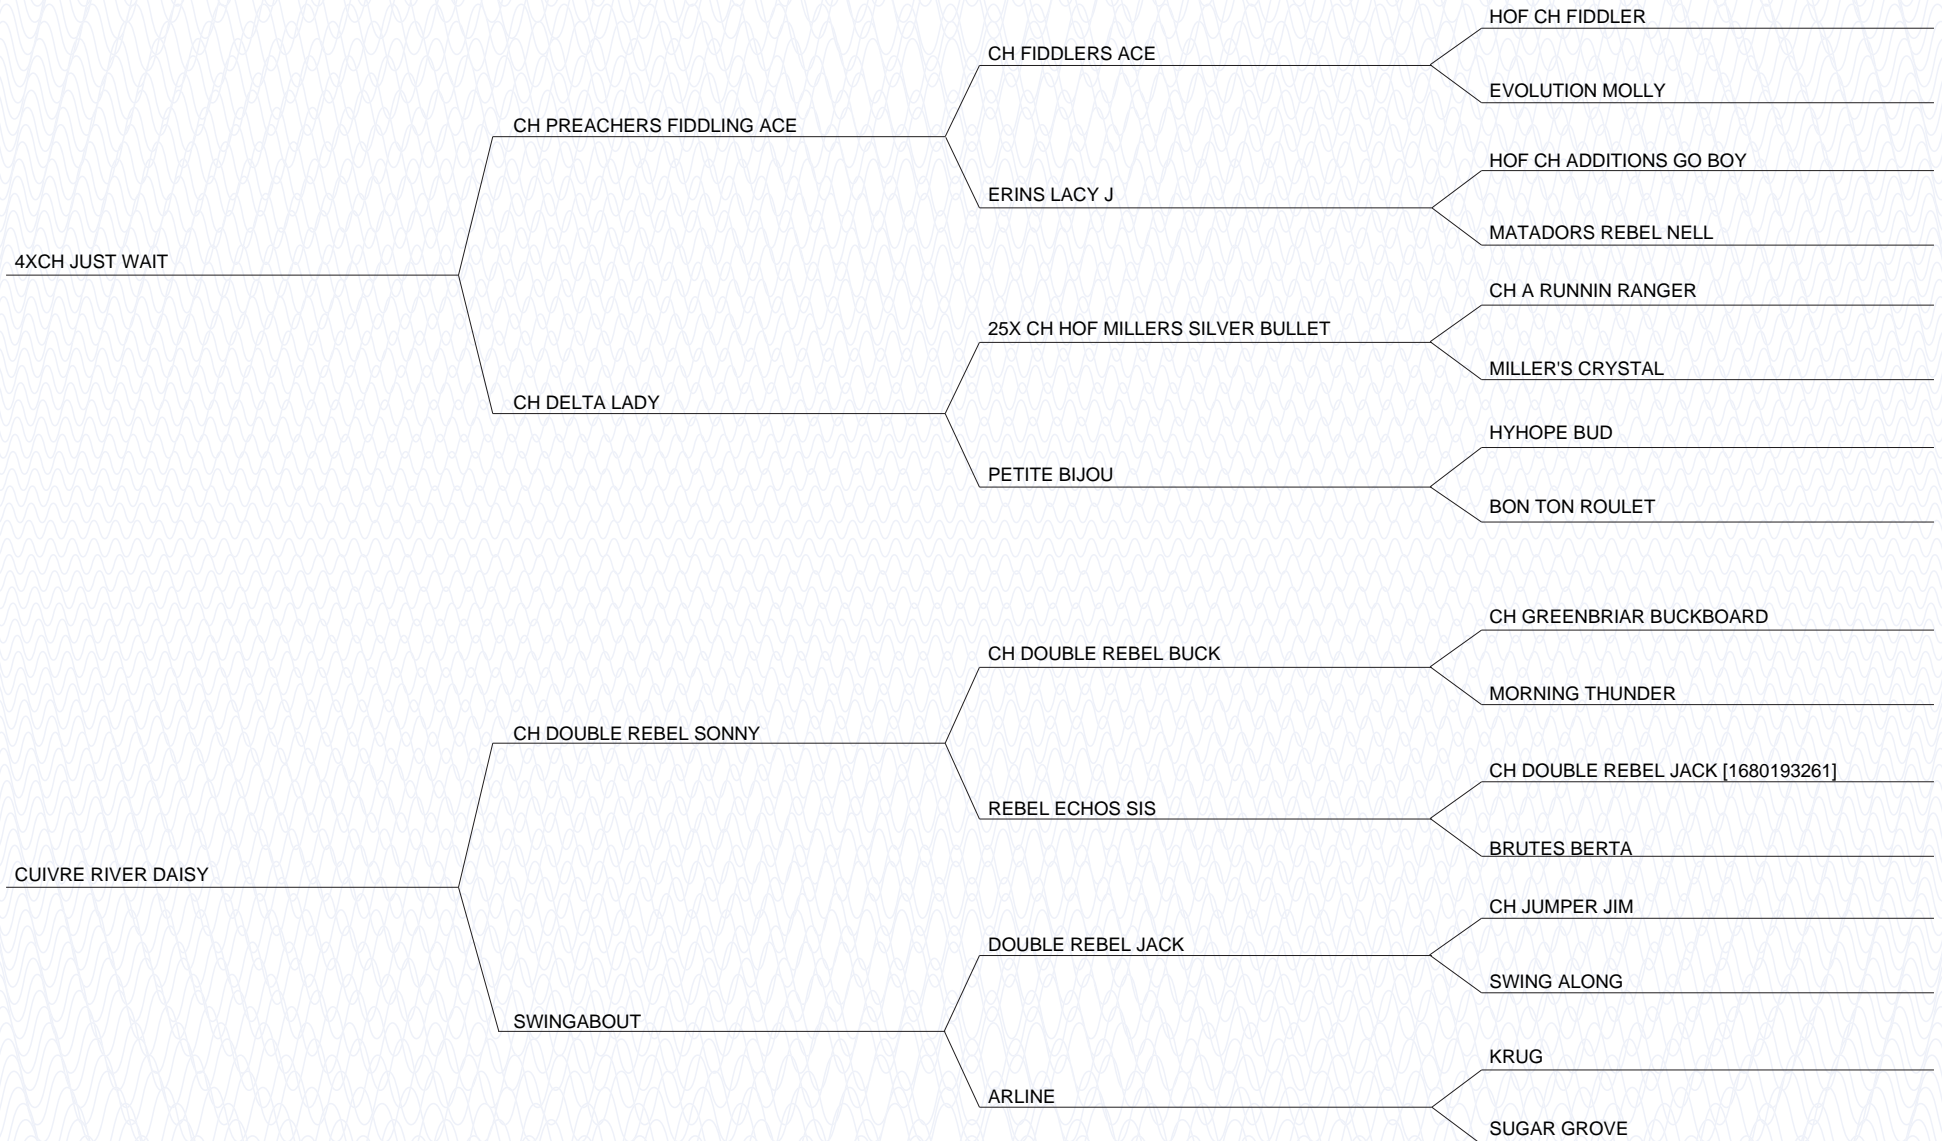 HOF CH FIDDLER
CH FIDDLERS ACE
EVOLUTION MOLLY
CH PREACHERS FIDDLING ACE
HOF CH ADDITIONS GO BOY
ERINS LACY J
MATADORS REBEL NELL
4XCH JUST WAIT
CH A RUNNIN RANGER
25X CH HOF MILLERS SILVER BULLET
MILLER'S CRYSTAL
CH DELTA LADY
HYHOPE BUD
PETITE BIJOU
BON TON ROULET
CH GREENBRIAR BUCKBOARD
CH DOUBLE REBEL BUCK
MORNING THUNDER
CH DOUBLE REBEL SONNY
CH DOUBLE REBEL JACK [1680193261]
REBEL ECHOS SIS
BRUTES BERTA
CUIVRE RIVER DAISY
CH JUMPER JIM
DOUBLE REBEL JACK
SWING ALONG
SWINGABOUT
KRUG
ARLINE
SUGAR GROVE